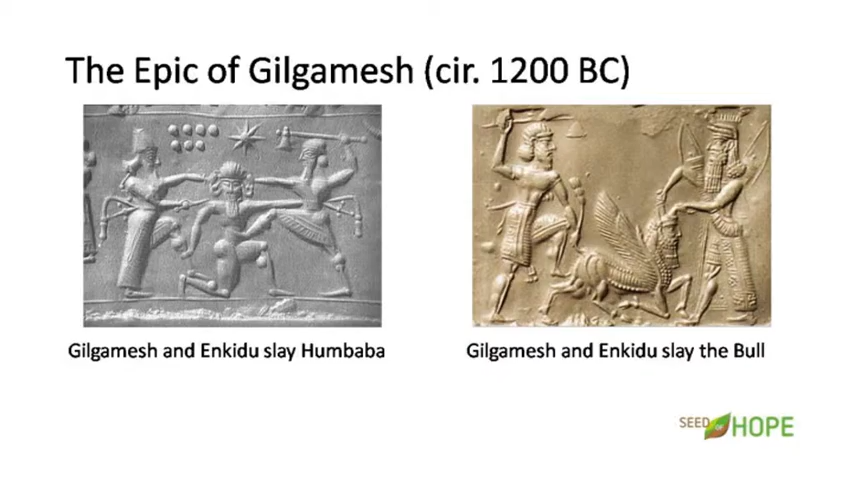 The Epic of Gilgamesh (cir. 1200 BC)
Gilgamesh and Enkidu slay Humbaba
Gilgamesh and Enkidu slay the Bull
SEED OF HOPE